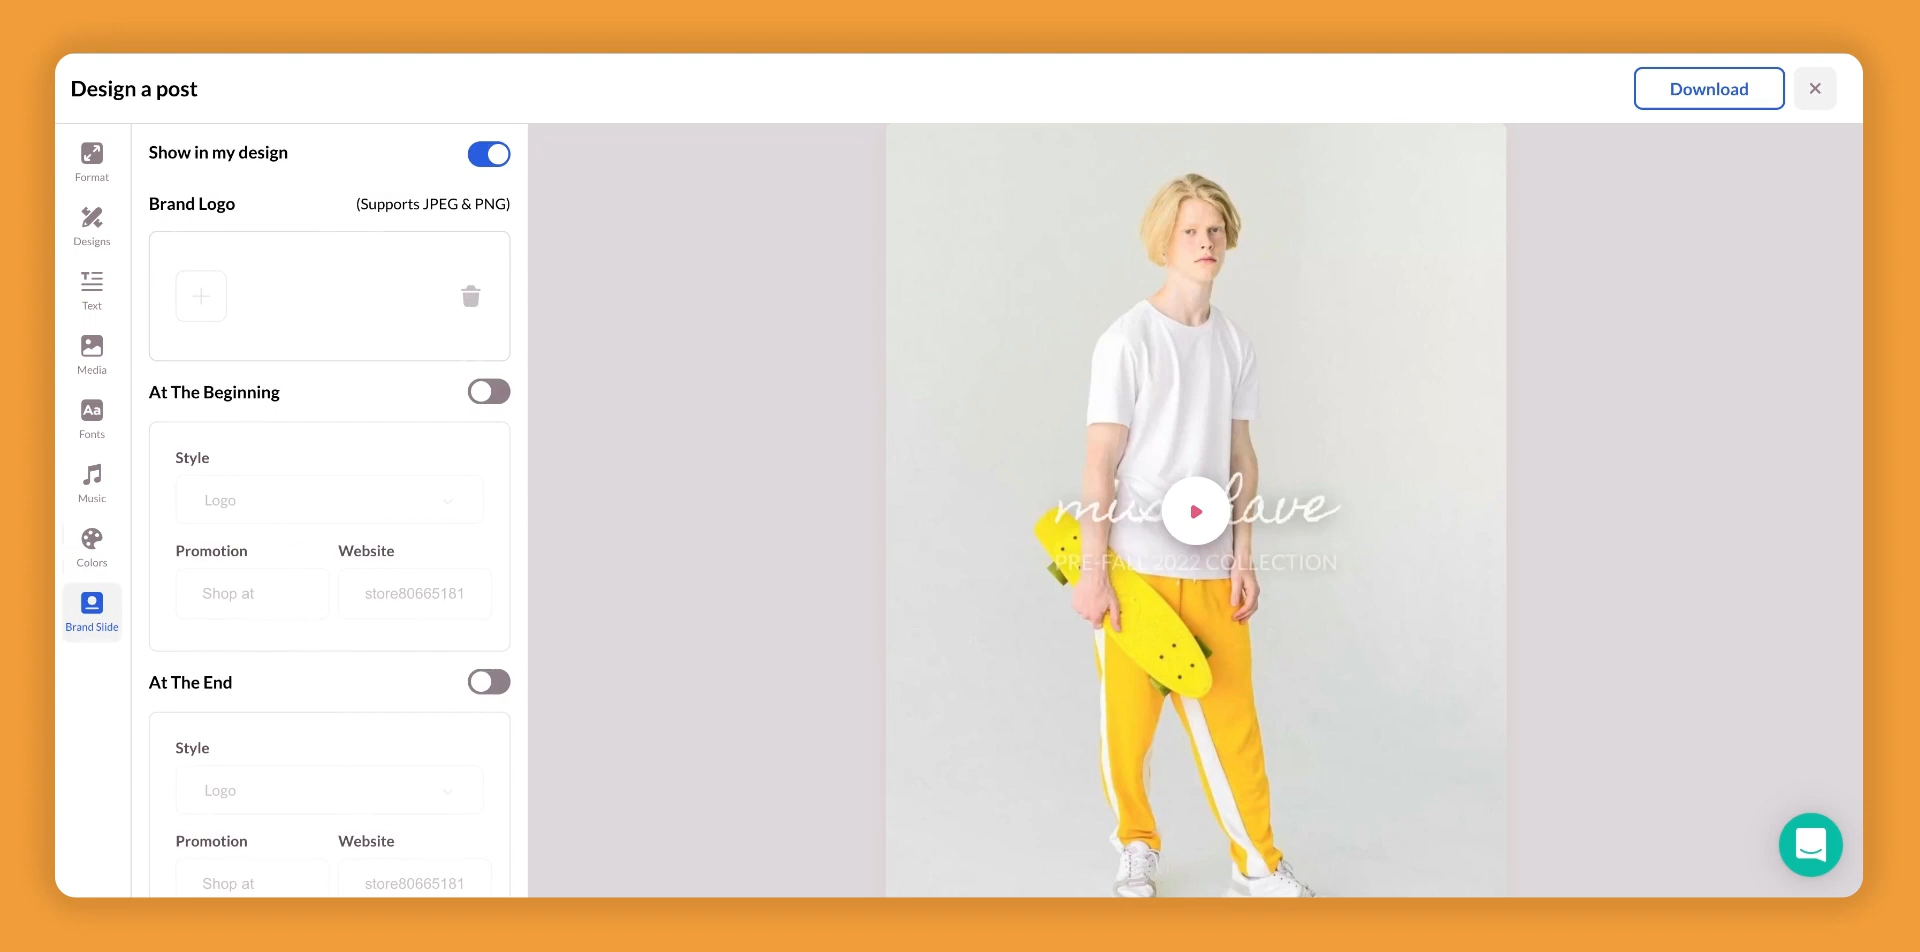 Design a post
Download
Format
Designs
Text
Media
Aa
Fonts
Music
Colors
Brand Slide
Show in my design
Brand Logo (Supports JPEG & PNG)
At The Beginning
Style
Logo
Promotion Website
Shop at store80665181
At The End
Style
Logo
Promotion Website
Shop at store80665181
PRE-FALL 2022 COLLECTION